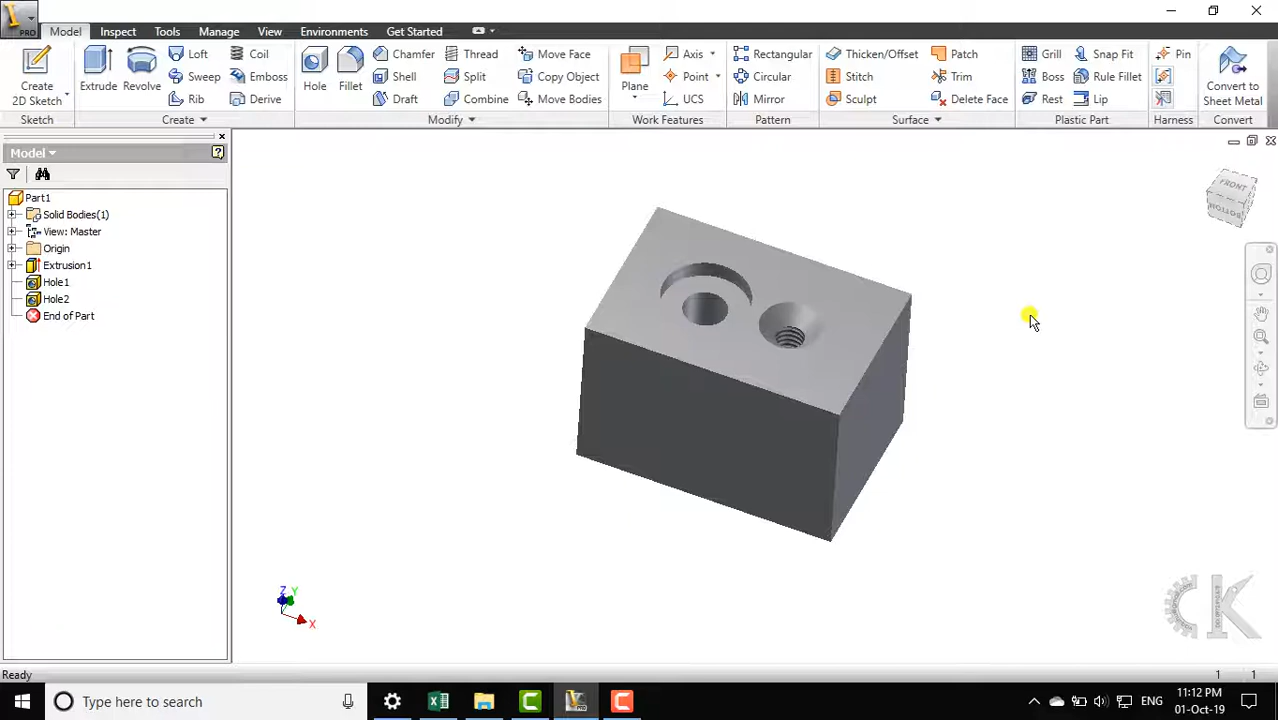 PRO
Model Inspect Tools Manage View Environments Get Started
Create 2D Sketch
Extrude Revolve Loft Sweep Rib Coil Emboss Derive
Hole Fillet Chamfer Shell Draft Thread Split Combine Move Face Copy Object Move Bodies
Plane Axis Point UCS
Rectangular Circular Mirror
Thicken/Offset Stitch Sculpt Patch Trim Delete Face
Grill Boss Rest Snap Fit Rule Fillet Lip
Pin
Convert to Sheet Metal
Sketch Create Modify Work Features Pattern Surface Plastic Part Harness Convert
Model
Part1
Solid Bodies(1)
View: Master
Origin
Extrusion1
Hole1
Hole2
End of Part
FRONT
BOTTOM
Z Y
X
CK
Ready 1 1
Type here to search
ENG
11:12 PM
01-Oct-19